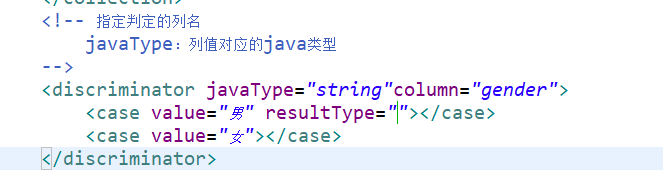 </collection>
<!-- 指定判定的列名
javaType：列值对应的java类型
-->
<discriminator javaType="string"column="gender">
<case value="男" resultType=""></case>
<case value="女"></case>
</discriminator>